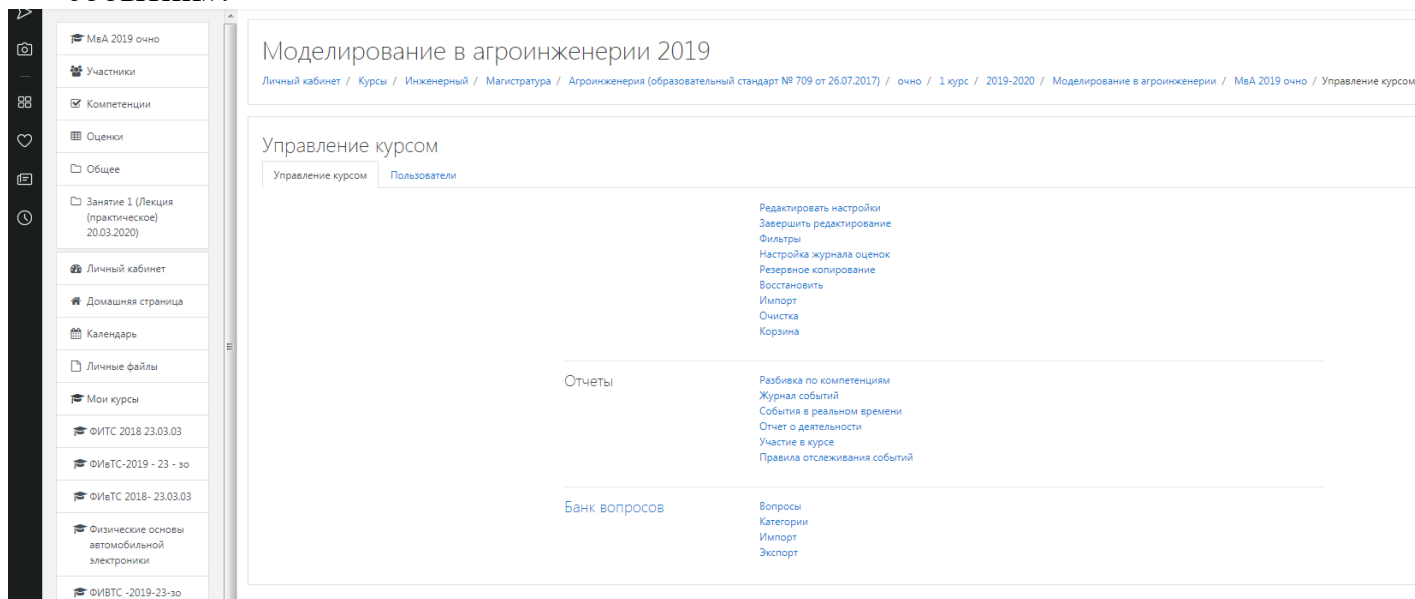 МвА 2019 очно
Участники
Компетенции
Оценки
Общее
Занятие 1 (Лекция
(практическое)
20.03.2020)
Личный кабинет
Домашняя страница
Календарь
Личные файлы
Мои курсы
ФИТС 2018 23.03.03
ФИвТС-2019 - 23 - зо
ФИвТС 2018- 23.03.03
Физические основы
автомобильной
электроники
ФИВТС -2019-23-зо
Моделирование в агроинженерии 2019
Личный кабинет / Курсы / Инженерный / Магистратура / Агроинженерия (образовательный стандарт № 709 от 26.07.2017) / очно / 1 курс / 2019-2020 / Моделирование в агроинженерии / МвА 2019 очно / Управление курсом
Управление курсом
Управление курсом Пользователи
Редактировать настройки
Завершить редактирование
Фильтры
Настройка журнала оценок
Резервное копирование
Восстановить
Импорт
Очистка
Корзина
Отчеты
Разбивка по компетенциям
Журнал событий
События в реальном времени
Отчет о деятельности
Участие в курсе
Правила отслеживания событий
Банк вопросов
Вопросы
Категории
Импорт
Экспорт